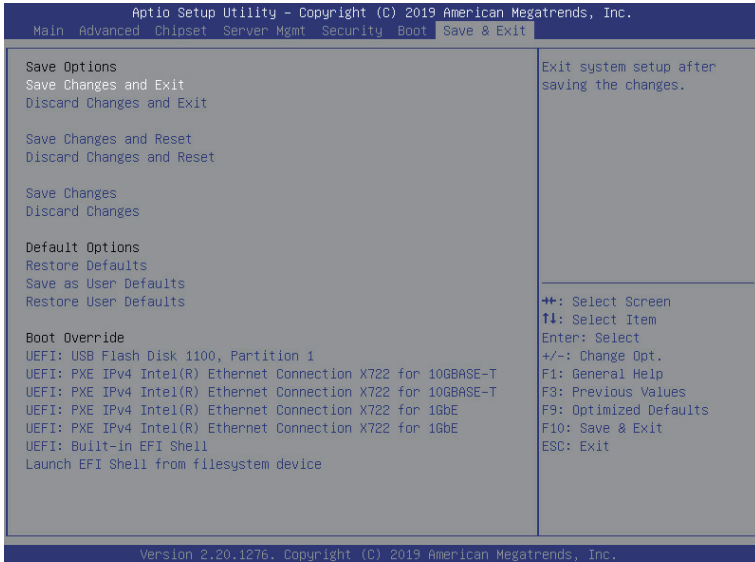 Aptio Setup Utility – Copyright (C) 2019 American Megatrends, Inc.
Main Advanced Chipset Server Mgmt Security Boot Save & Exit
Save Options
Save Changes and Exit
Discard Changes and Exit
Save Changes and Reset
Discard Changes and Reset
Save Changes
Discard Changes
Default Options
Restore Defaults
Save as User Defaults
Restore User Defaults
Boot Override
UEFI: USB Flash Disk 1100, Partition 1
UEFI: PXE IPv4 Intel(R) Ethernet Connection X722 for 10GBASE-T
UEFI: PXE IPv4 Intel(R) Ethernet Connection X722 for 10GBASE-T
UEFI: PXE IPv4 Intel(R) Ethernet Connection X722 for 1GbE
UEFI: PXE IPv4 Intel(R) Ethernet Connection X722 for 1GbE
UEFI: Built-in EFI Shell
Launch EFI Shell from filesystem device
Exit system setup after
saving the changes.
→←: Select Screen
↑↓: Select Item
Enter: Select
+/-: Change Opt.
F1: General Help
F3: Previous Values
F9: Optimized Defaults
F10: Save & Exit
ESC: Exit
Version 2.20.1276. Copyright (C) 2019 American Megatrends, Inc.